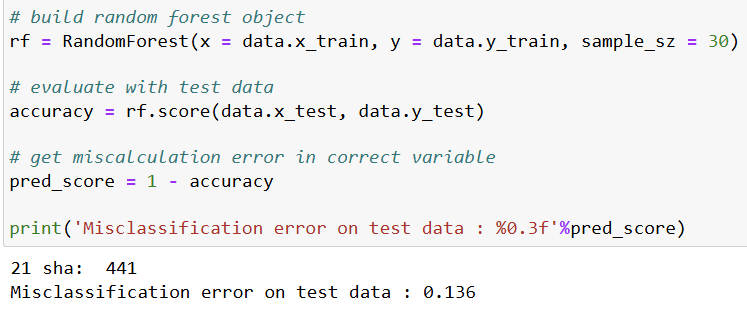 # build random forest object
rf = RandomForest(x = data.x_train, y = data.y_train, sample_sz = 30)
# evaluate with test data
accuracy = rf.score(data.x_test, data.y_test)
# get miscalculation error in correct variable
pred_score = 1 - accuracy
print('Misclassification error on test data : %0.3f'%pred_score)
21 sha:  441
Misclassification error on test data : 0.136